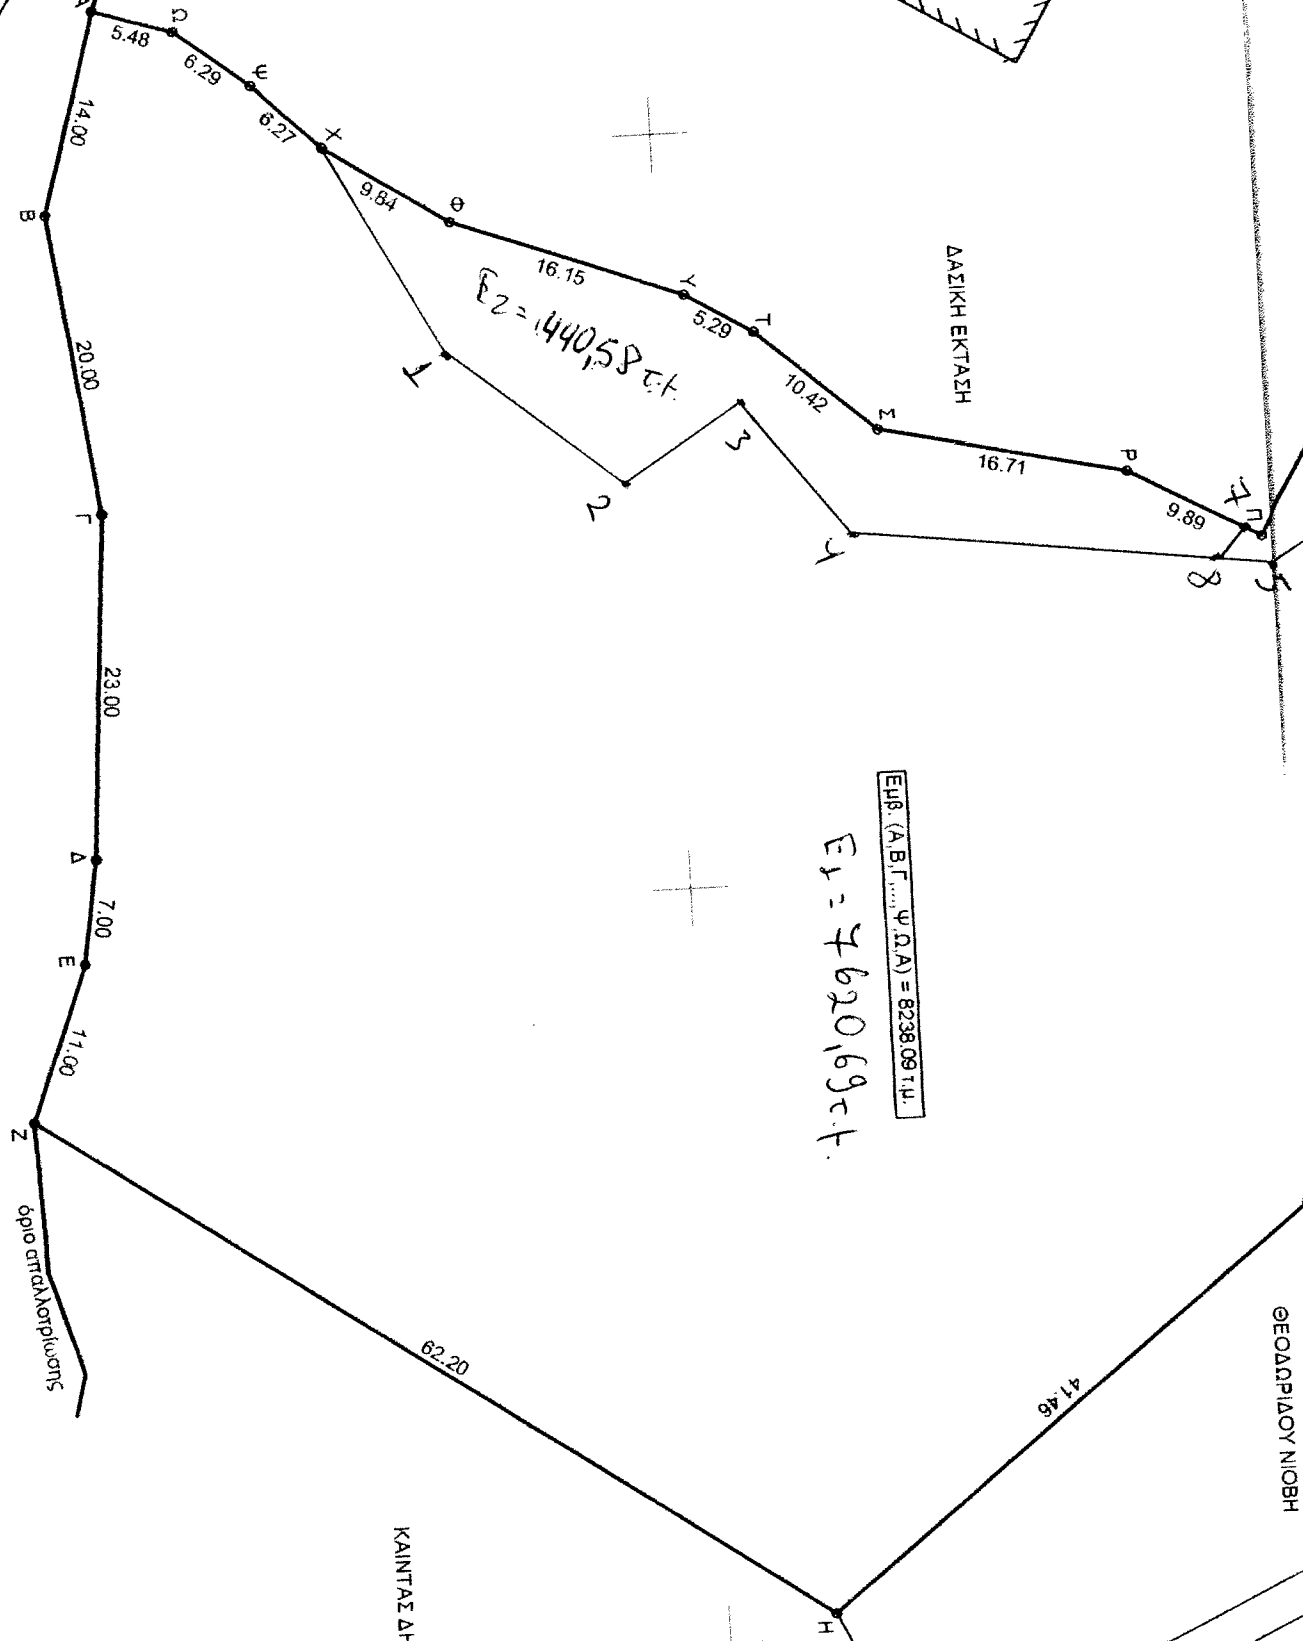 Α
5.48
Ω
6.29
Ψ
6.27
Χ
9.84
Θ
16.15
Υ
5.29
Τ
10.42
Σ
16.71
Ρ
9.89
Π
7
8
5
4
3
2
1
Ε2=440,58 τ.μ.
ΔΑΣΙΚΗ ΕΚΤΑΣΗ
14.00
Β
20.00
Γ
23.00
Δ
7.00
Ε
11.00
Ζ
όριο απαλλοτρίωσης
62.20
Η
41.46
Εμβ. (Α,Β,Γ,...,Ψ,Ω,Α) = 8238.09 τ.μ.
Ε1=7620,69 τ.μ.
ΘΕΟΔΩΡΙΔΟΥ ΝΙΟΒΗ
ΚΑΙΝΤΑΣ ΔΗ